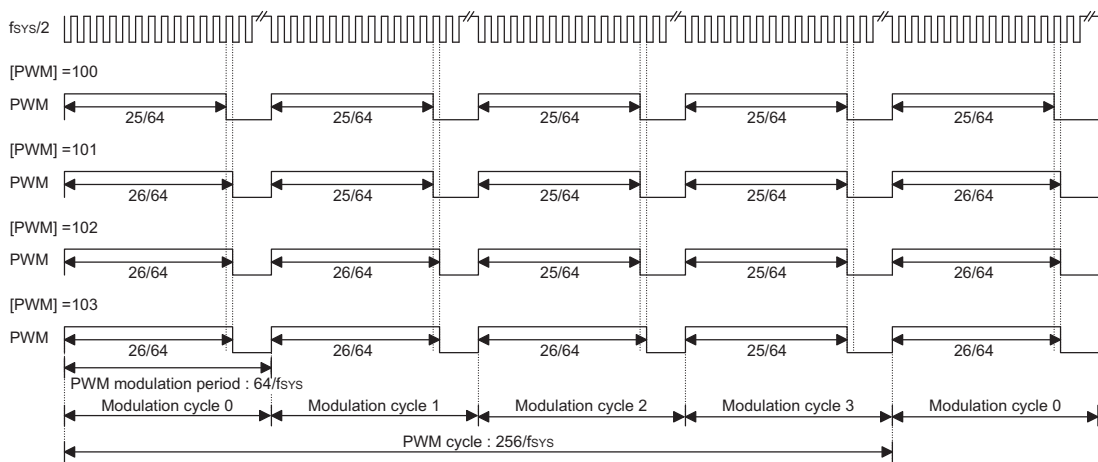 fSYS/2
[PWM] =100
PWM
25/64 25/64 25/64 25/64 25/64
[PWM] =101
PWM
26/64 25/64 25/64 25/64 26/64
[PWM] =102
PWM
26/64 26/64 25/64 25/64 26/64
[PWM] =103
PWM
26/64 26/64 26/64 25/64 26/64
PWM modulation period : 64/fSYS
Modulation cycle 0 Modulation cycle 1 Modulation cycle 2 Modulation cycle 3 Modulation cycle 0
PWM cycle : 256/fSYS